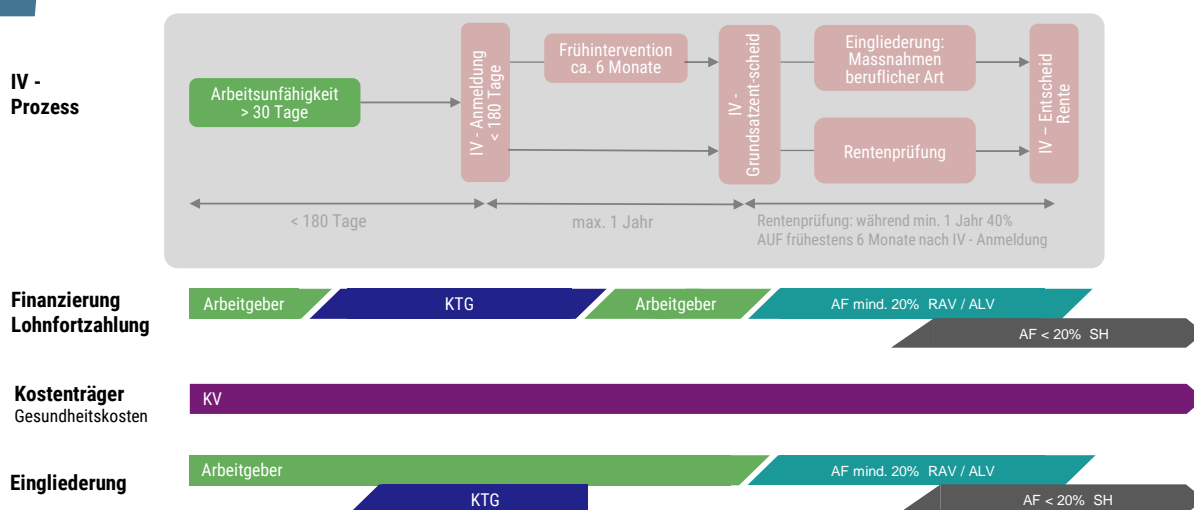 IV -
Prozess
Arbeitsunfähigkeit
> 30 Tage
IV - Anmeldung
< 180 Tage
Frühintervention
ca. 6 Monate
IV -
Grundsatzent-scheid
Eingliederung:
Massnahmen
beruflicher Art
Rentenprüfung
IV – Entscheid
Rente
< 180 Tage
max. 1 Jahr
Rentenprüfung: während min. 1 Jahr 40%
AUF frühestens 6 Monate nach IV - Anmeldung
Finanzierung
Lohnfortzahlung
Arbeitgeber
KTG
Arbeitgeber
AF mind. 20% RAV / ALV
AF < 20% SH
Kostenträger
Gesundheitskosten
KV
Eingliederung
Arbeitgeber
AF mind. 20% RAV / ALV
KTG
AF < 20% SH